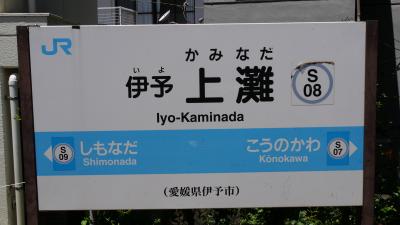 JR
かみなだ
いよ
伊予 上灘
S
08
Iyo-Kaminada
S
09
しもなだ
Shimonada
こうのかわ
Kōnokawa
S
07
(愛媛県伊予市)